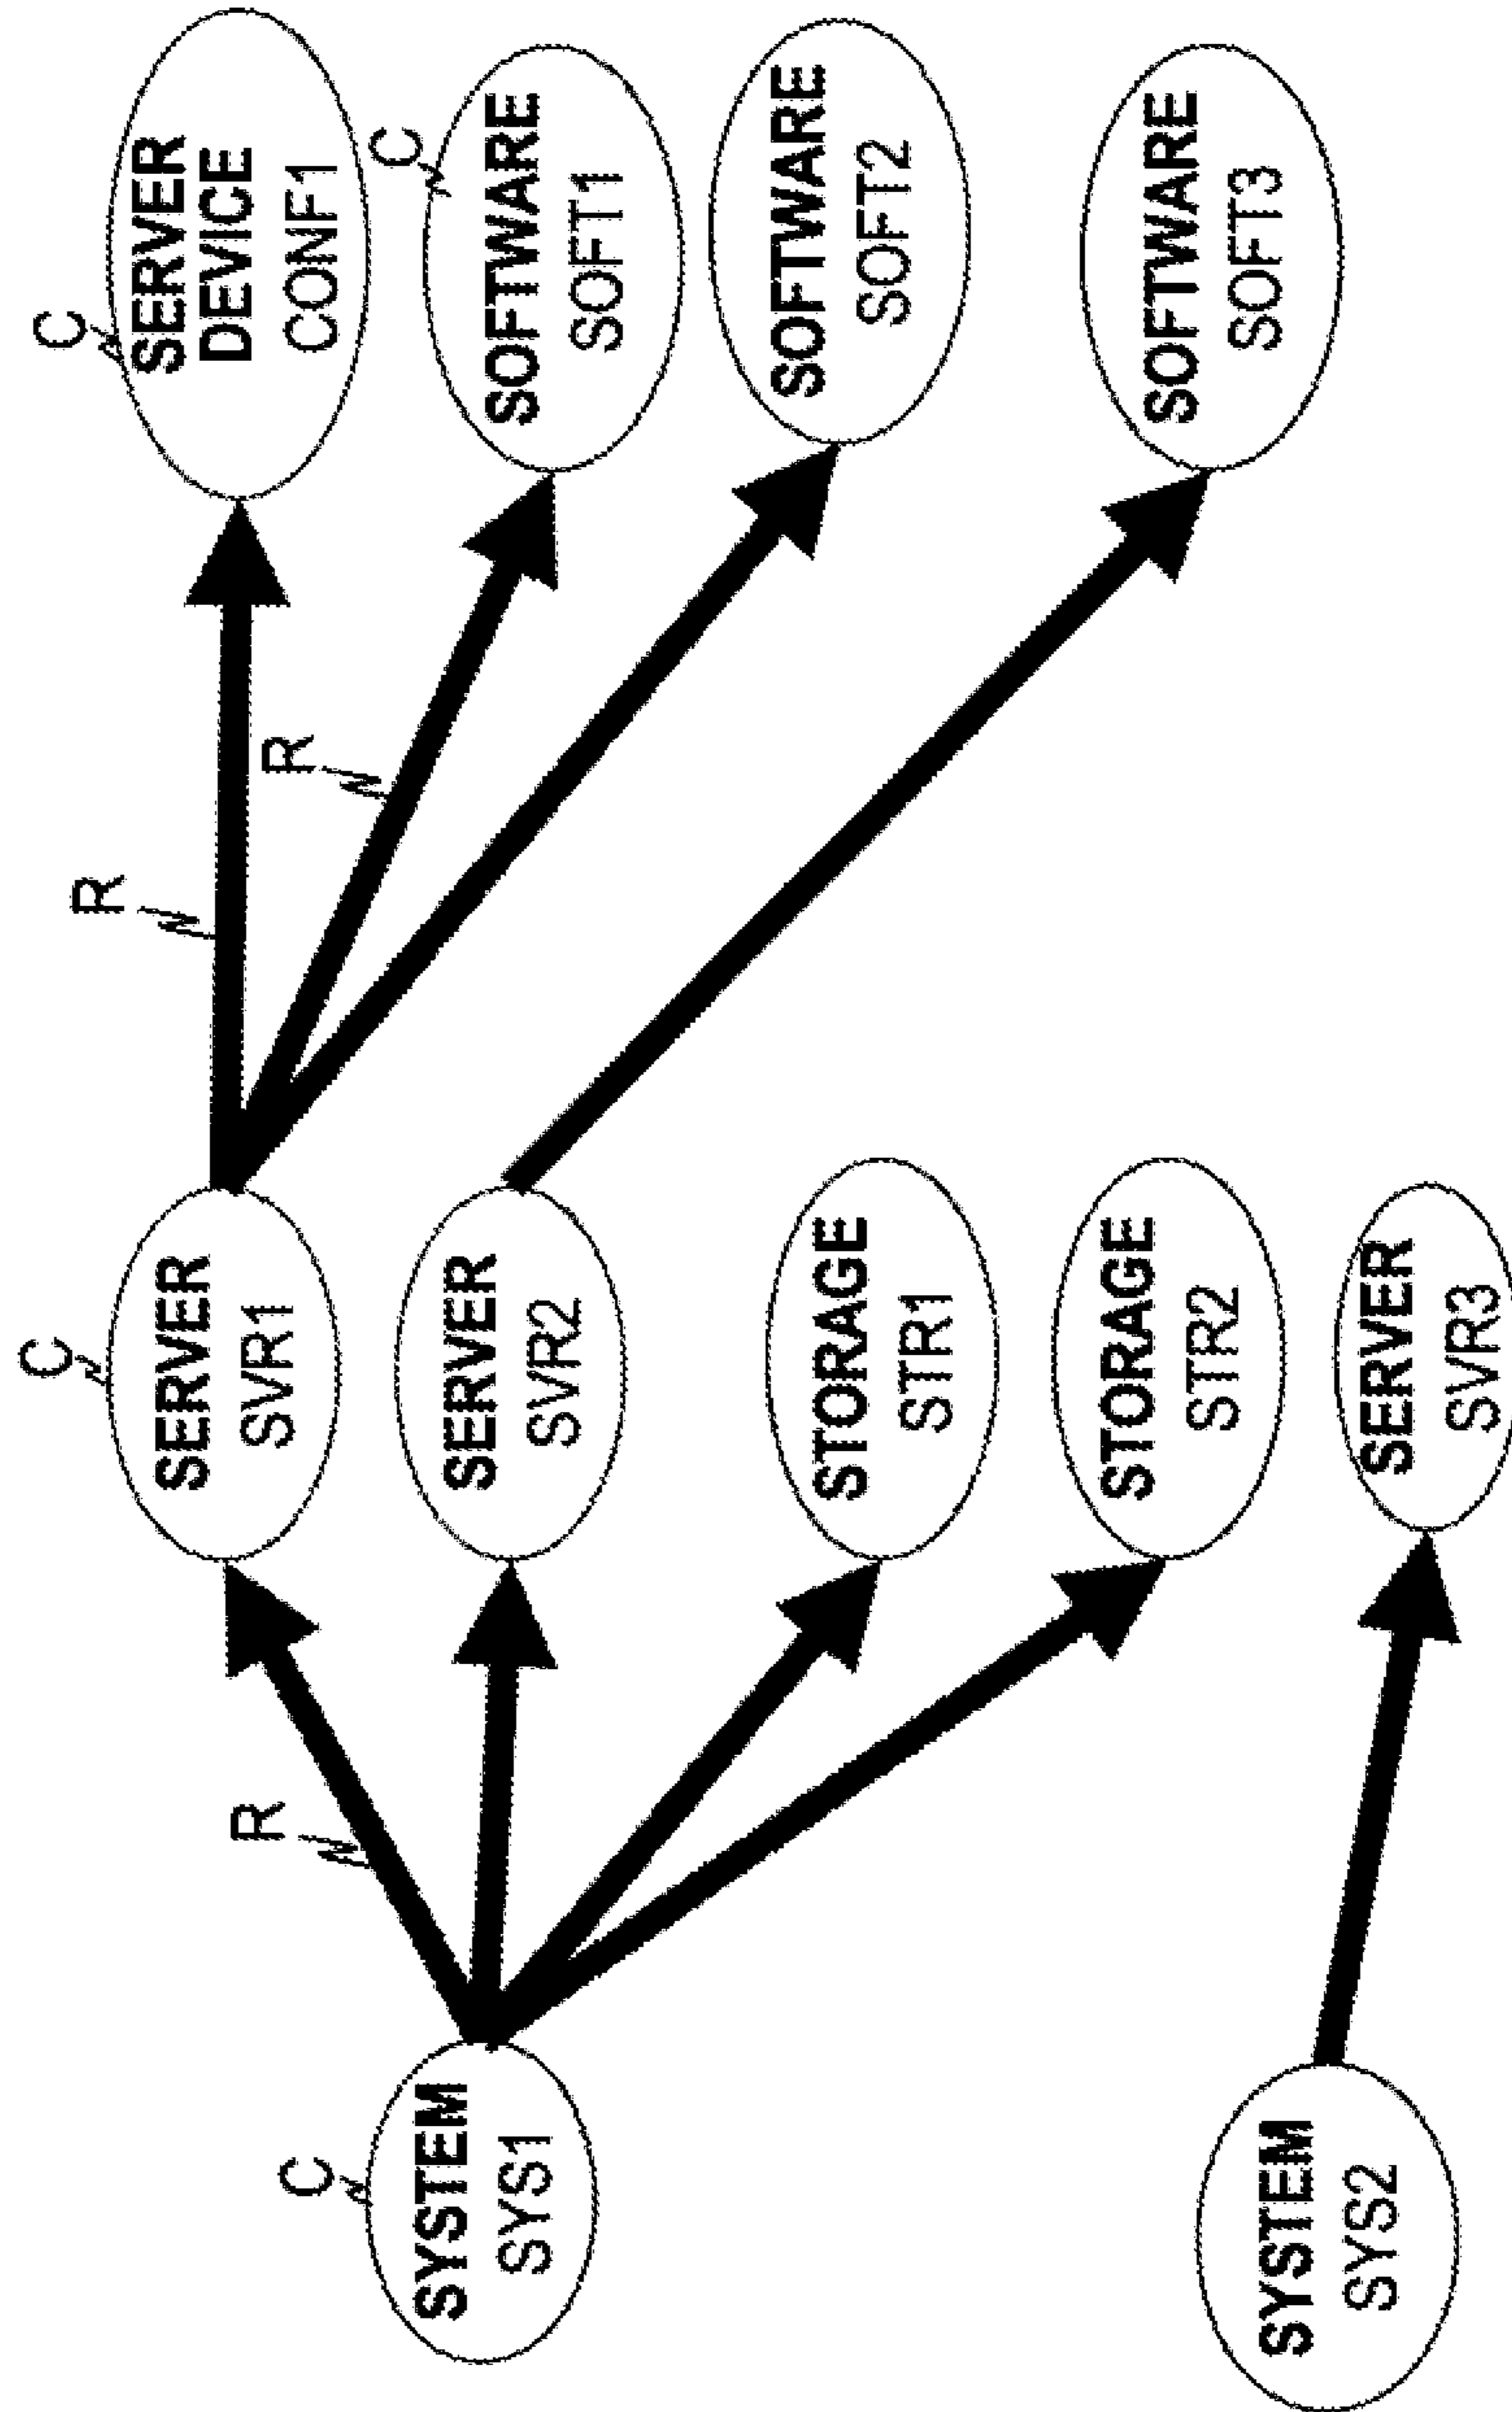 C
SYSTEM
SYS1
SYSTEM
SYS2
R
C
SERVER
SVR1
SERVER
SVR2
STORAGE
STR1
STORAGE
STR2
SERVER
SVR3
R
R
C
SERVER
DEVICE
CONF1
C
SOFTWARE
SOFT1
SOFTWARE
SOFT2
SOFTWARE
SOFT3